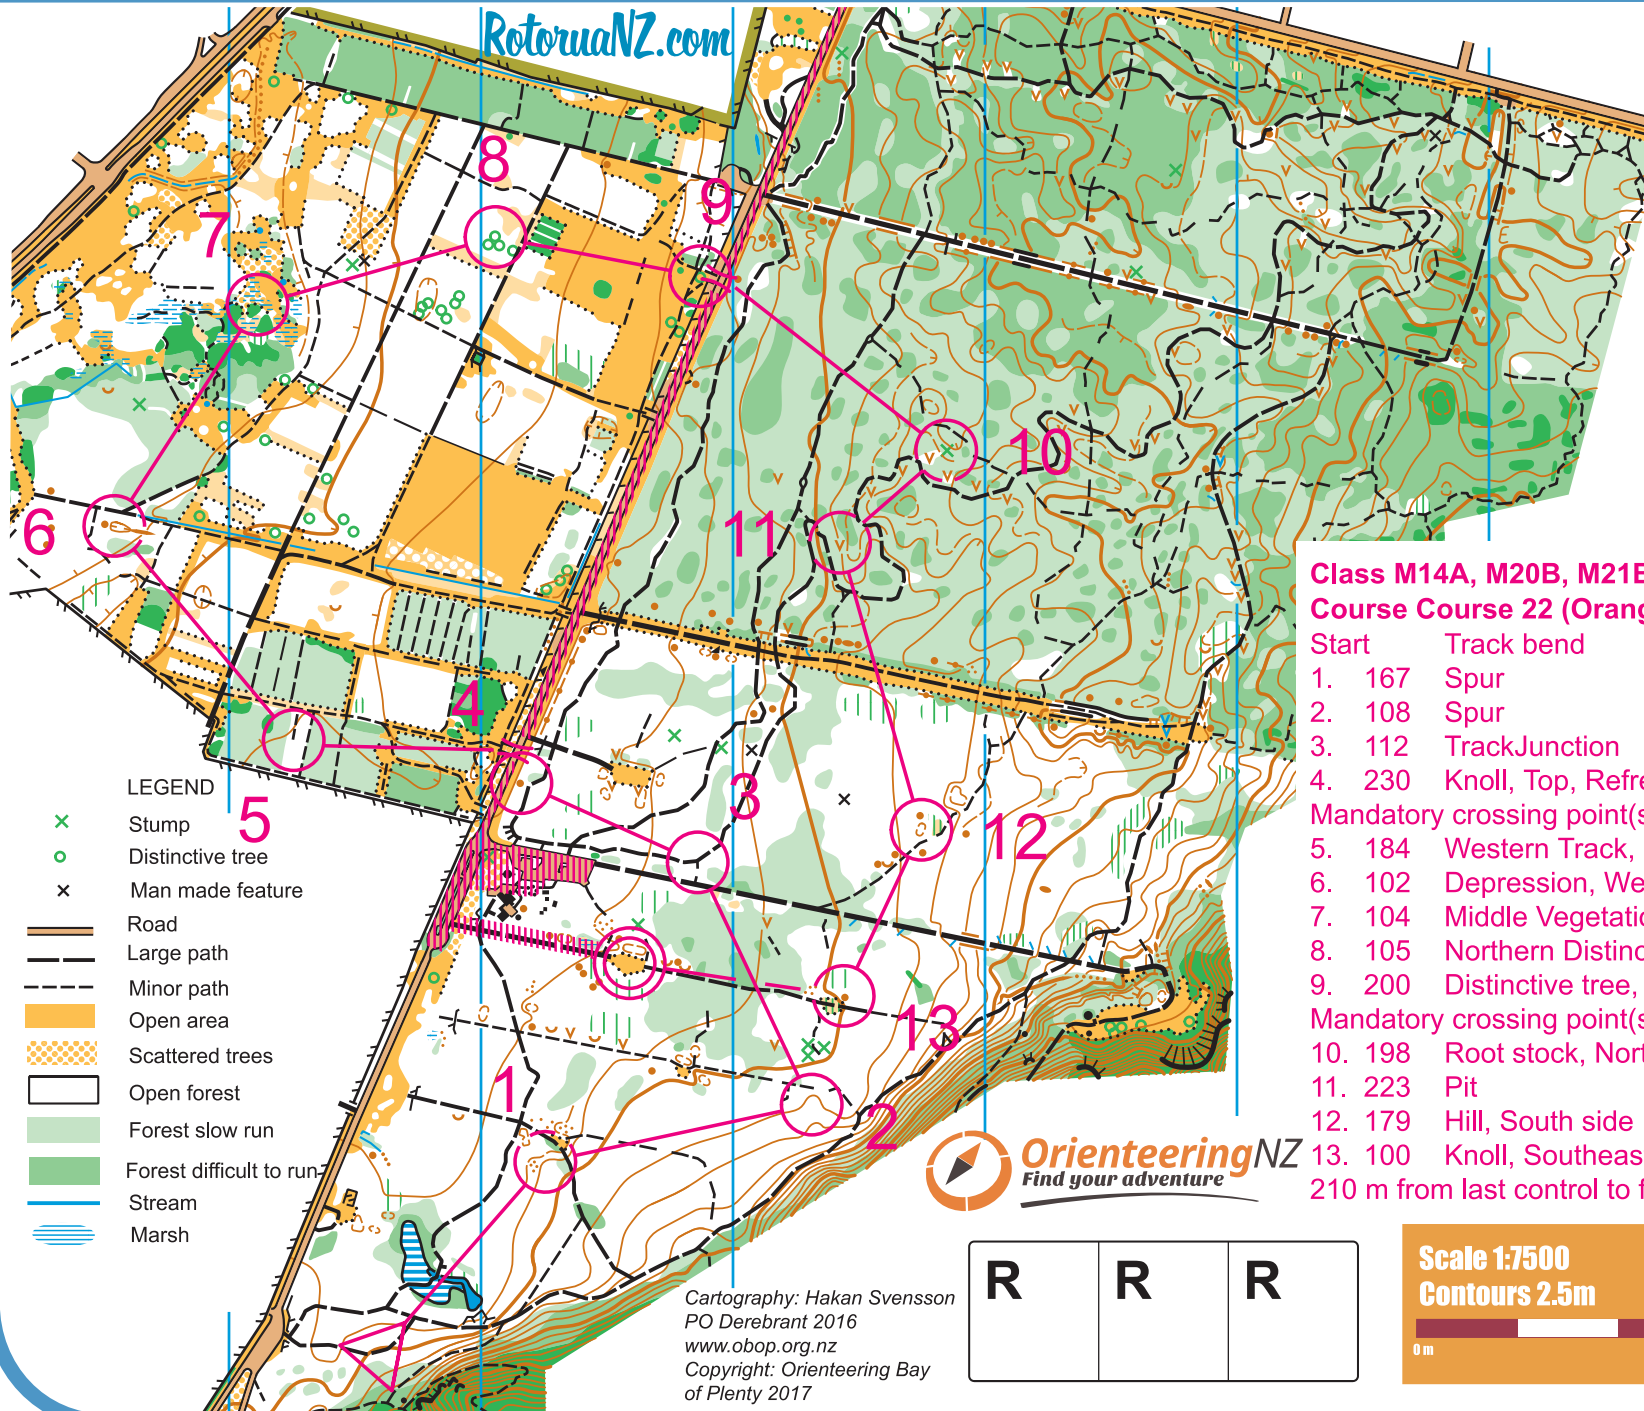 RotoruaNZ.com
8
9
7
10
11
6
4
3
5
12
13
1
2
LEGEND
Stump
Distinctive tree
Man made feature
Road
Large path
Minor path
Open area
Scattered trees
Open forest
Forest slow run
Forest difficult to run
Stream
Marsh
Class M14A, M20B, M21B
Course Course 22 (Orang
Start Track bend
1. 167 Spur
2. 108 Spur
3. 112 TrackJunction
4. 230 Knoll, Top, Refre
Mandatory crossing point(s
5. 184 Western Track,
6. 102 Depression, We
7. 104 Middle Vegetatio
8. 105 Northern Distinc
9. 200 Distinctive tree,
Mandatory crossing point(s
10. 198 Root stock, Nort
11. 223 Pit
12. 179 Hill, South side
13. 100 Knoll, Southeas
210 m from last control to f
OrienteeringNZ
Find your adventure
R R R
Scale 1:7500
Contours 2.5m
0 m
Cartography: Hakan Svensson
PO Derebrant 2016
www.obop.org.nz
Copyright: Orienteering Bay
of Plenty 2017